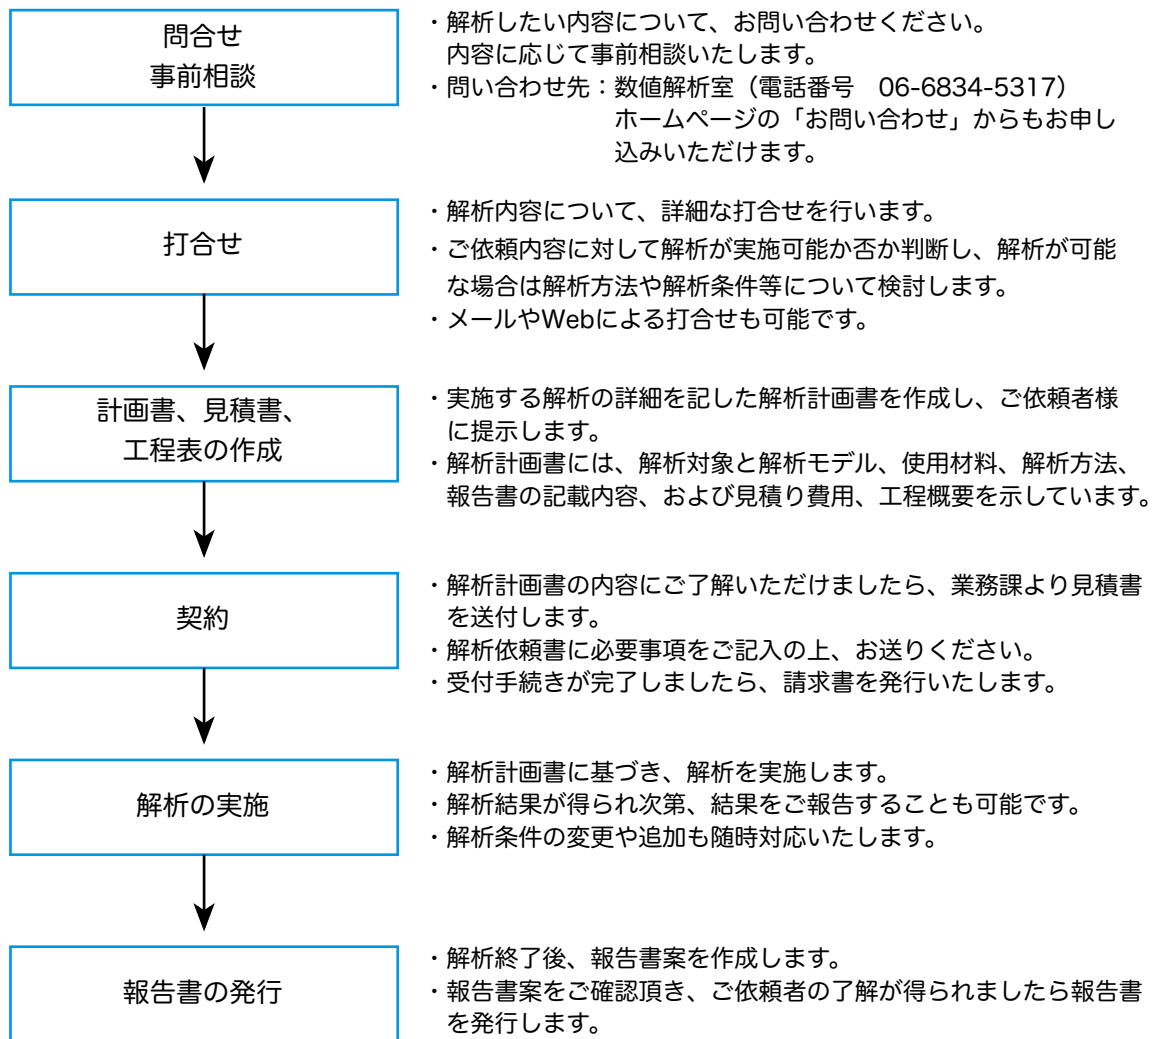 問合せ
事前相談
・解析したい内容について、お問い合わせください。
内容に応じて事前相談いたします。
・問い合わせ先：数値解析室（電話番号　06-6834-5317）
ホームページの「お問い合わせ」からもお申し
込みいただけます。
打合せ
・解析内容について、詳細な打合せを行います。
・ご依頼内容に対して解析が実施可能か否か判断し、解析が可能
な場合は解析方法や解析条件等について検討します。
・メールやWebによる打合せも可能です。
計画書、見積書、
工程表の作成
・実施する解析の詳細を記した解析計画書を作成し、ご依頼者様
に提示します。
・解析計画書には、解析対象と解析モデル、使用材料、解析方法、
報告書の記載内容、および見積り費用、工程概要を示しています。
契約
・解析計画書の内容にご了解いただけましたら、業務課より見積書
を送付します。
・解析依頼書に必要事項をご記入の上、お送りください。
・受付手続きが完了しましたら、請求書を発行いたします。
解析の実施
・解析計画書に基づき、解析を実施します。
・解析結果が得られ次第、結果をご報告することも可能です。
・解析条件の変更や追加も随時対応いたします。
報告書の発行
・解析終了後、報告書案を作成します。
・報告書案をご確認頂き、ご依頼者の了解が得られましたら報告書
を発行します。